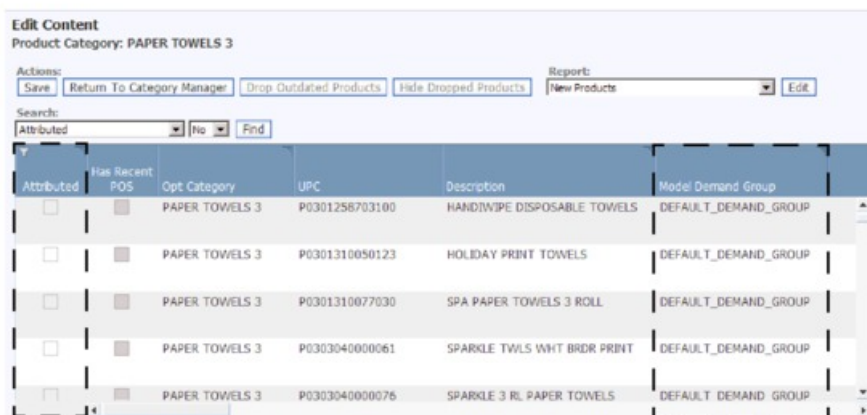 Edit Content
Product Category: PAPER TOWELS 3
Actions: Report:
Save Return To Category Manager Drop Outdated Products Hide Dropped Products New Products Edit
Search:
Attributed No Find
Attributed Has Recent POS Opt Category UPC Description Model Demand Group
PAPER TOWELS 3 P0301258703100 HANDIWIPE DISPOSABLE TOWELS DEFAULT_DEMAND_GROUP
PAPER TOWELS 3 P0301310050123 HOLIDAY PRINT TOWELS DEFAULT_DEMAND_GROUP
PAPER TOWELS 3 P0301310077030 SPA PAPER TOWELS 3 ROLL DEFAULT_DEMAND_GROUP
PAPER TOWELS 3 P0303040000061 SPARKLE TWLS WHT BRDR PRINT DEFAULT_DEMAND_GROUP
PAPER TOWELS 3 P0303040000076 SPARKLE 3 RL PAPER TOWELS DEFAULT_DEMAND_GROUP